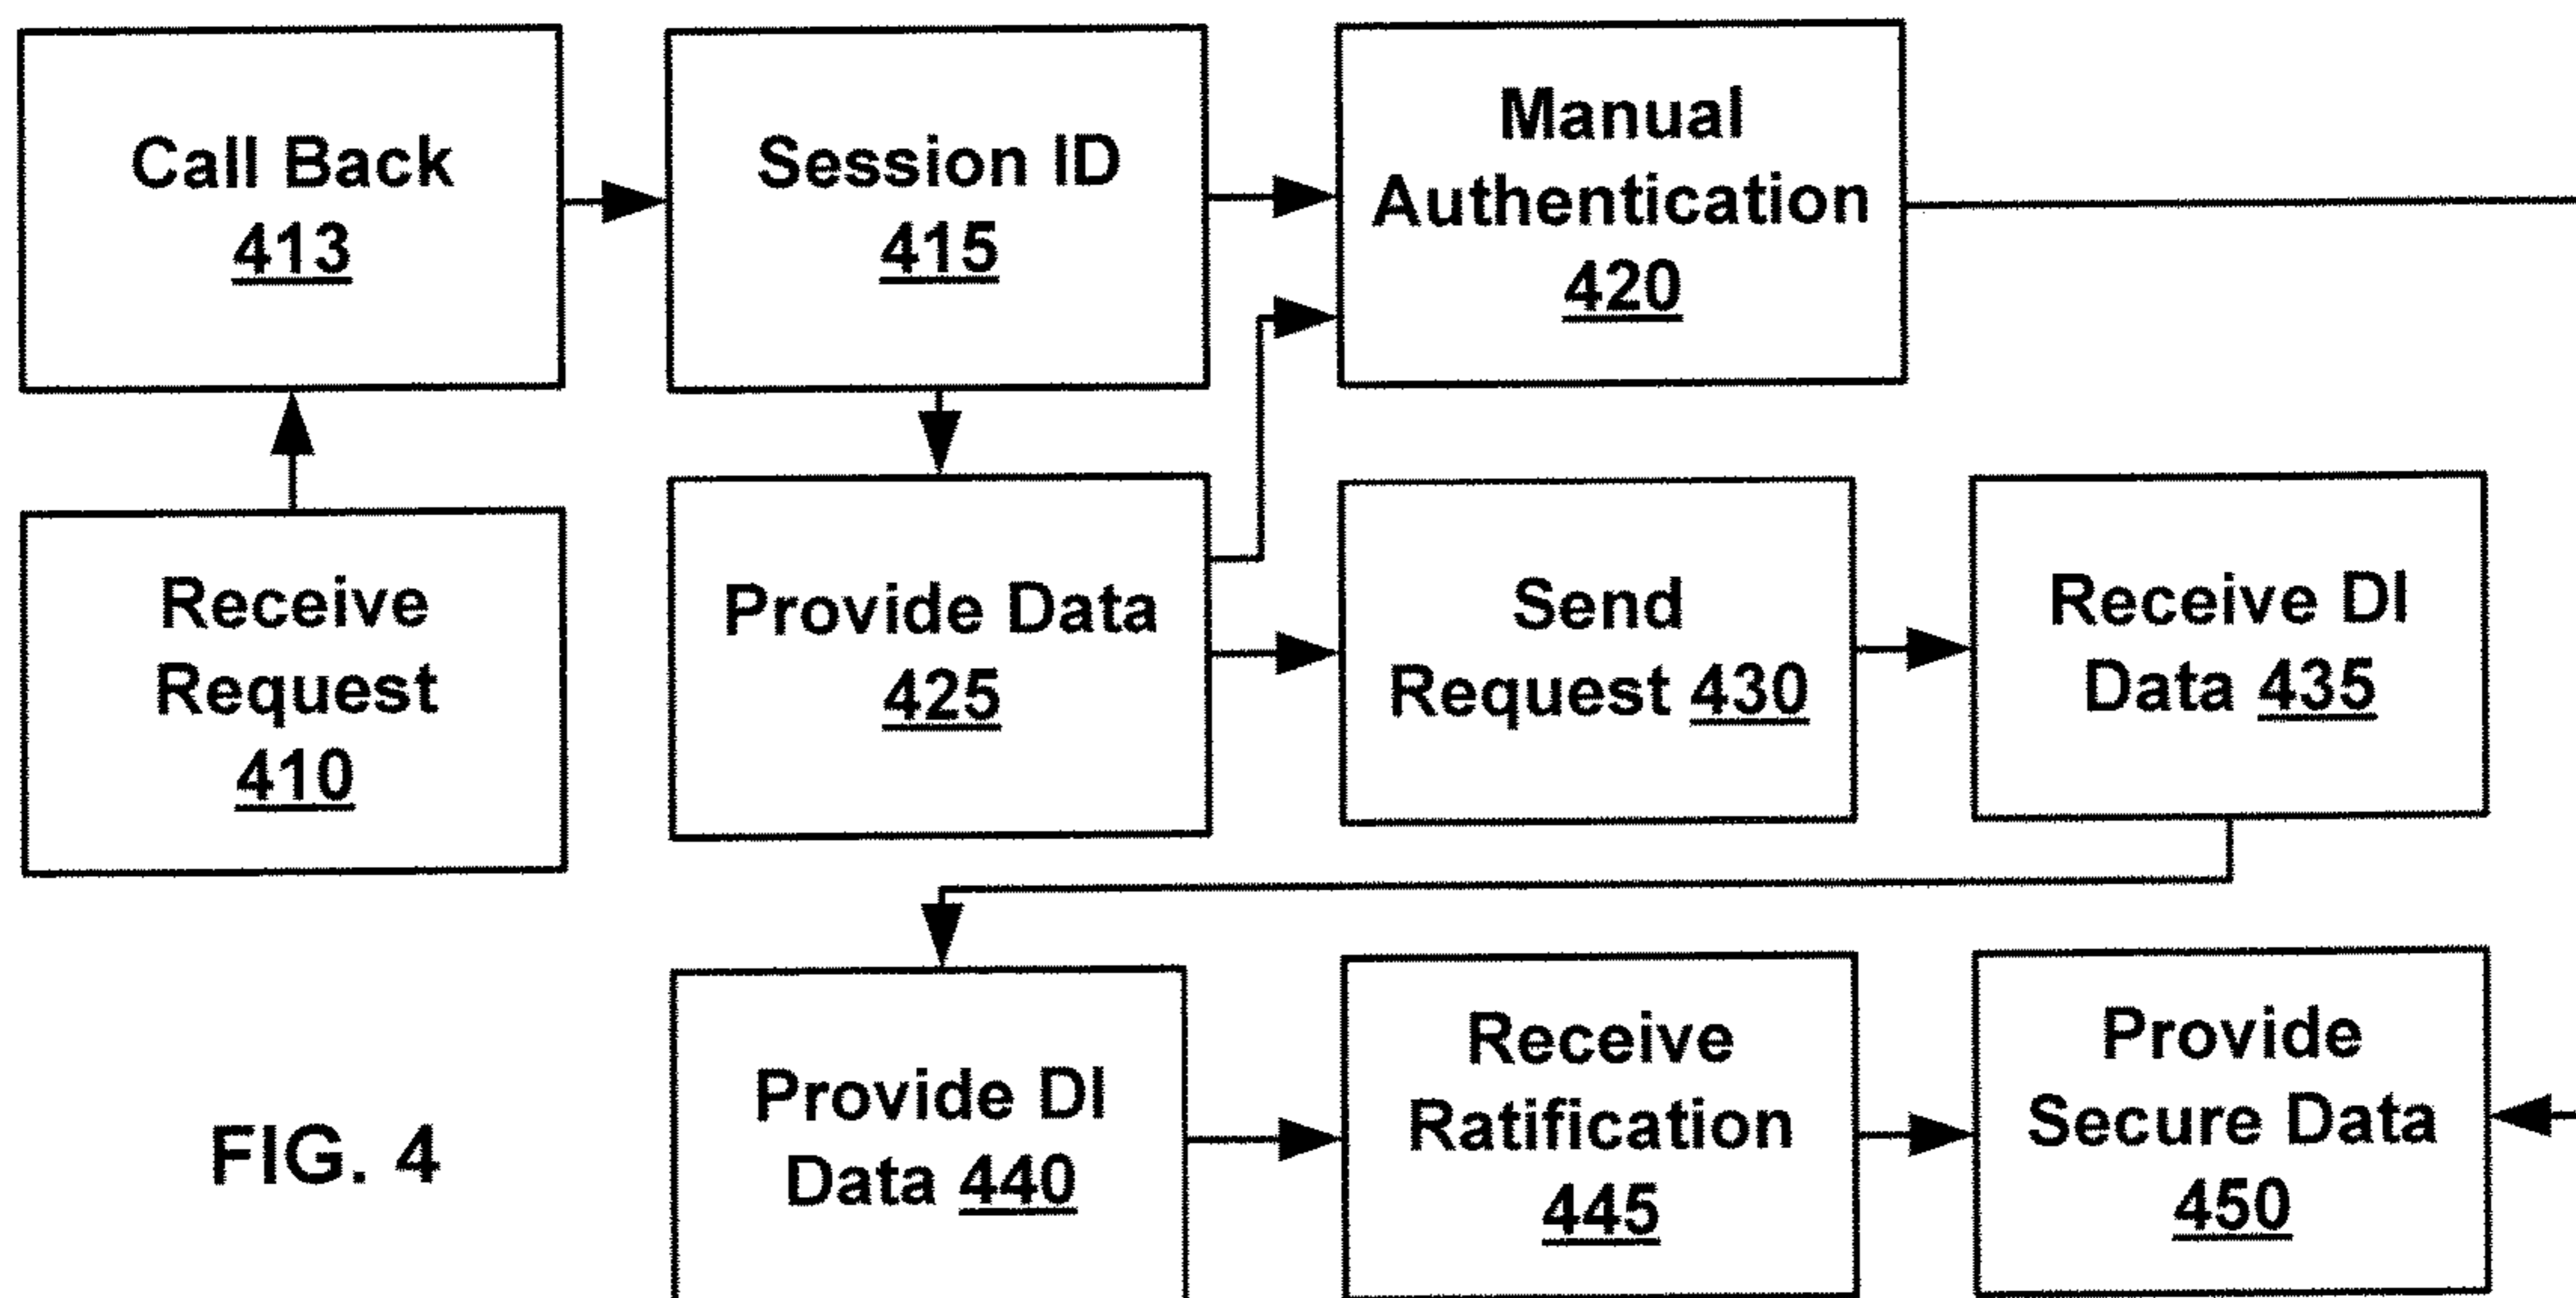 Call Back
413
Session ID
415
Manual
Authentication
420
Receive
Request
410
Provide Data
425
Send
Request 430
Receive DI
Data 435
Provide DI
Data 440
Receive
Ratification
445
Provide
Secure Data
450
FIG. 4